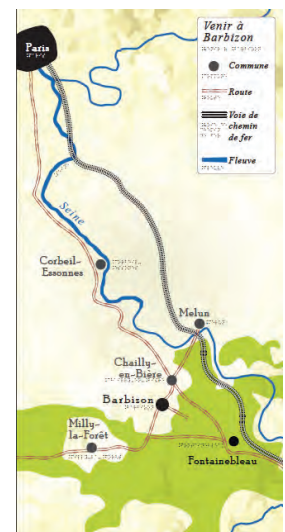 Venir à
Barbizon
Commune
Route
Voie de
chemin
de fer
Fleuve
Paris
Seine
Corbeil-
Essonnes
Melun
Chailly-
en-Bière
Barbison
Milly-
la-Forêt
Fontainebleau